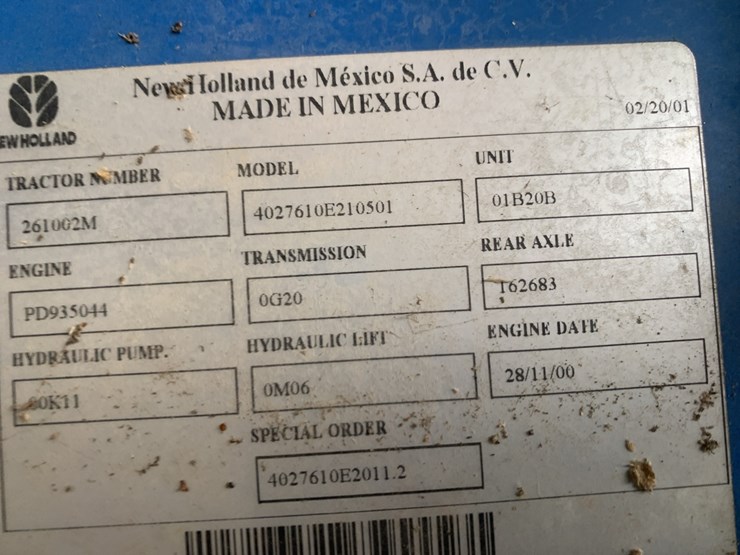 New Holland de México S.A. de C.V.
MADE IN MEXICO
NEW HOLLAND
02/20/01
TRACTOR NUMBER
MODEL
UNIT
261002M
4027610E210501
01B20B
ENGINE
TRANSMISSION
REAR AXLE
PD935044
0G20
162683
HYDRAULIC PUMP.
HYDRAULIC LIFT
ENGINE DATE
0M06
28/11/00
SPECIAL ORDER
4027610E2011.2